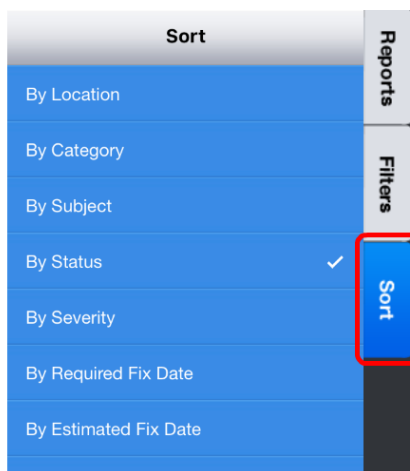 Sort
By Location
By Category
By Subject
By Status
By Severity
By Required Fix Date
By Estimated Fix Date
Reports
Filters
Sort